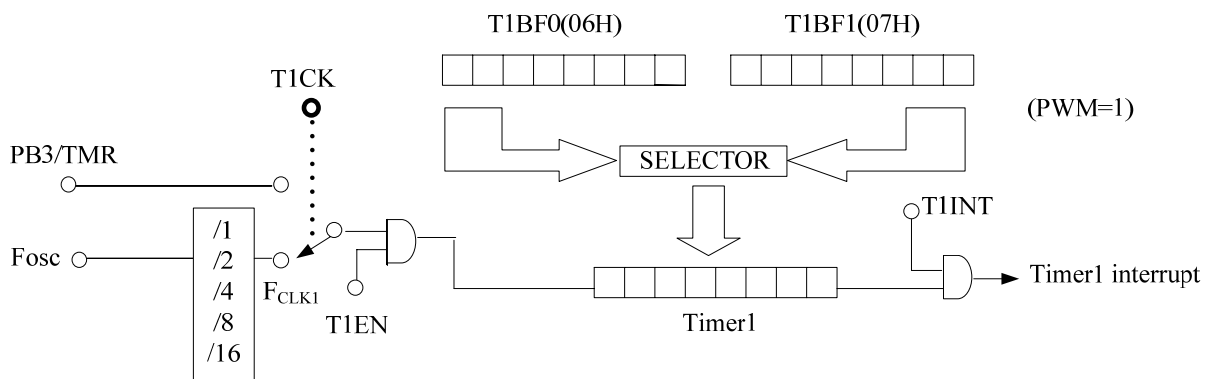 T1BF0(06H)
T1BF1(07H)
T1CK
(PWM=1)
PB3/TMR
SELECTOR
T1INT
/1
/2
/4
/8
/16
Fosc
FCLK1
T1EN
Timer1
Timer1 interrupt